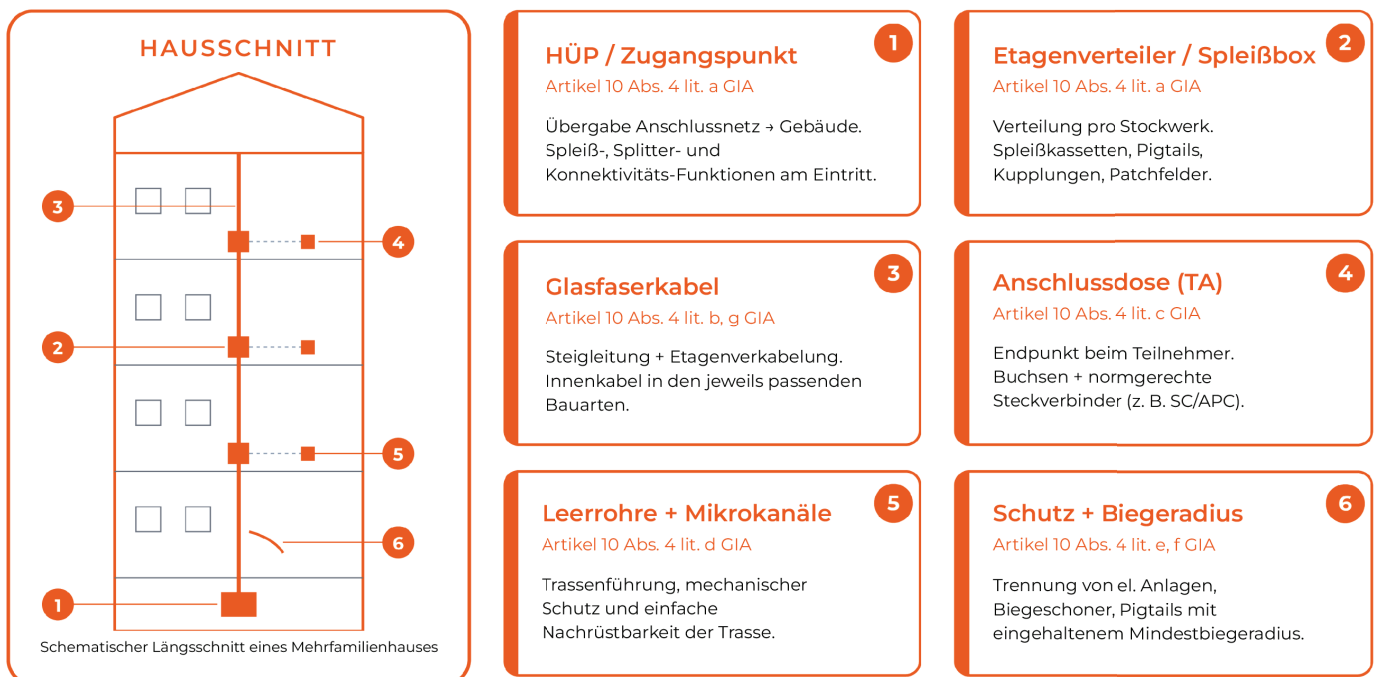 HAUSSCHNITT
3
4
2
5
6
1
Schematischer Längsschnitt eines Mehrfamilienhauses
1
HÜP / Zugangspunkt
Artikel 10 Abs. 4 lit. a GIA
Übergabe Anschlussnetz → Gebäude.
Spleiß-, Splitter- und
Konnektivitäts-Funktionen am Eintritt.
2
Etagenverteiler / Spleißbox
Artikel 10 Abs. 4 lit. a GIA
Verteilung pro Stockwerk.
Spleißkassetten, Pigtails,
Kupplungen, Patchfelder.
3
Glasfaserkabel
Artikel 10 Abs. 4 lit. b, g GIA
Steigleitung + Etagenverkabelung.
Innenkabel in den jeweils passenden
Bauarten.
4
Anschlussdose (TA)
Artikel 10 Abs. 4 lit. c GIA
Endpunkt beim Teilnehmer.
Buchsen + normgerechte
Steckverbinder (z. B. SC/APC).
5
Leerrohre + Mikrokanäle
Artikel 10 Abs. 4 lit. d GIA
Trassenführung, mechanischer
Schutz und einfache
Nachrüstbarkeit der Trasse.
6
Schutz + Biegeradius
Artikel 10 Abs. 4 lit. e, f GIA
Trennung von el. Anlagen,
Biegeschoner, Pigtails mit
eingehaltenem Mindestbiegeradius.